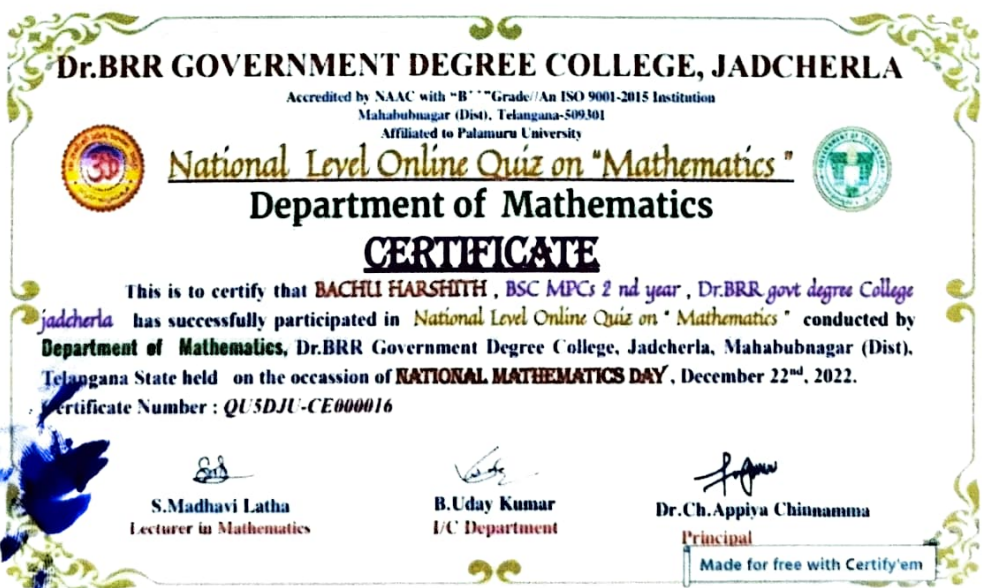 Dr.BRR GOVERNMENT DEGREE COLLEGE, JADCHERLA
Accredited by NAAC with "B++"Grade//An ISO 9001-2015 Institution
Mahabubnagar (Dist), Telangana-509301
Affiliated to Palamuru University
National Level Online Quiz on "Mathematics "
Department of Mathematics
CERTIFICATE
This is to certify that BACHU HARSHITH , BSC MPCs 2 nd year , Dr.BRR govt degree College
jadcherla has successfully participated in National Level Online Quiz on " Mathematics " conducted by
Department of Mathematics, Dr.BRR Government Degree College, Jadcherla, Mahabubnagar (Dist),
Telangana State held on the occassion of NATIONAL MATHEMATICS DAY , December 22nd, 2022.
Certificate Number : QU5DJU-CE000016
S.Madhavi Latha
Lecturer in Mathematics
B.Uday Kumar
I/C Department
Dr.Ch.Appiya Chinnamma
Principal
Made for free with Certify'em